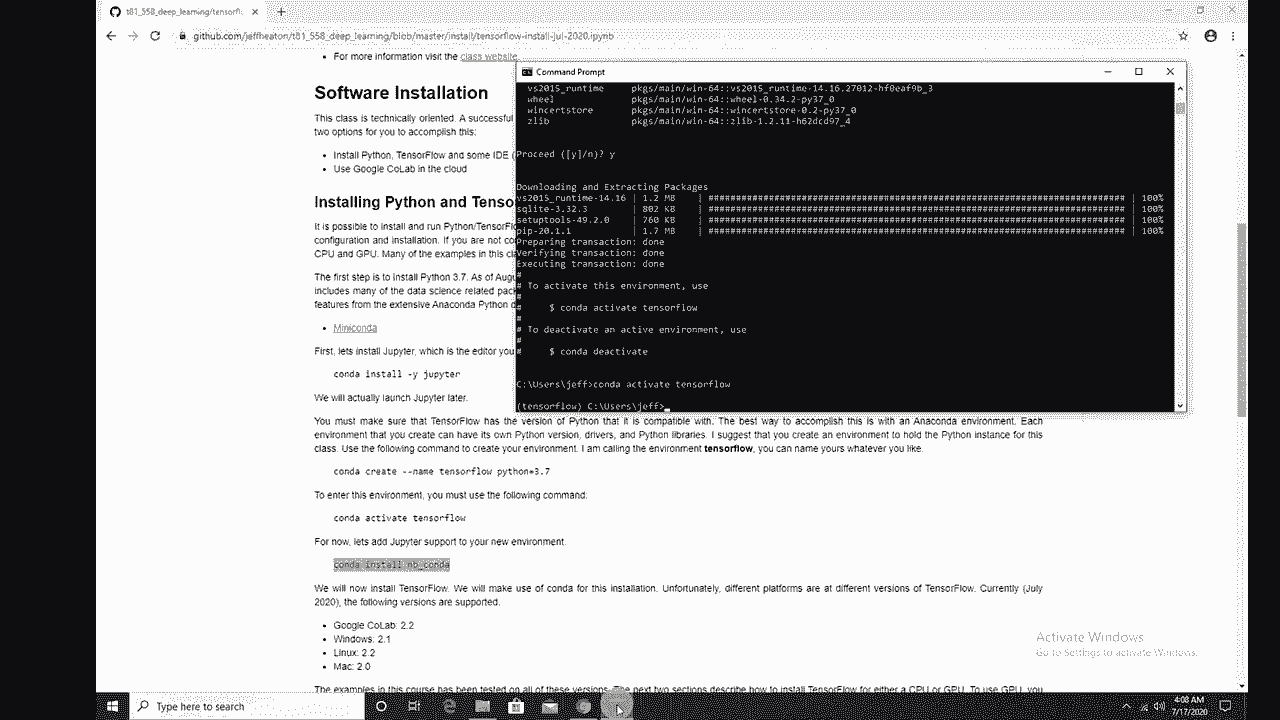 t81_558_deep_learning/tensorfl
github.com/jeffheaton/t81_558_deep_learning/blob/master/install/tensorflow-install-jul-2020.ipynb
For more information visit the class website.
Software Installation
This class is technically oriented. A successful
two options for you to accomplish this:
Install Python, TensorFlow and some IDE (
Use Google CoLab in the cloud
Installing Python and Tenso
It is possible to install and run Python/TensorFlo
configuration and installation. If you are not co
CPU and GPU. Many of the examples in this cl
The first step is to install Python 3.7. As of Augu
includes many of the data science related pack
features from the extensive Anaconda Python d
Miniconda
First, lets install Jupyter, which is the editor you
conda install -y jupyter
We will actually launch Jupyter later.
Command Prompt
vs2015_runtime pkgs/main/win-64::vs2015_runtime-14.16.27012-hf0eaf9b_3
wheel pkgs/main/win-64::wheel-0.34.2-py37_0
wincertstore pkgs/main/win-64::wincertstore-0.2-py37_0
zlib pkgs/main/win-64::zlib-1.2.11-h62dcd97_4
Proceed ([y]/n)? y
Downloading and Extracting Packages
vs2015_runtime-14.16 | 1.2 MB | ############################################################################ | 100%
sqlite-3.32.3 | 802 KB | ############################################################################ | 100%
setuptools-49.2.0 | 760 KB | ############################################################################ | 100%
pip-20.1.1 | 1.7 MB | ############################################################################ | 100%
Preparing transaction: done
Verifying transaction: done
Executing transaction: done
#
# To activate this environment, use
#
# $ conda activate tensorflow
#
# To deactivate an active environment, use
#
# $ conda deactivate
C:\Users\jeff>conda activate tensorflow
(tensorflow) C:\Users\jeff>
You must make sure that TensorFlow has the version of Python that it is compatible with. The best way to accomplish this is with an Anaconda environment. Each
environment that you create can have its own Python version, drivers, and Python libraries. I suggest that you create an environment to hold the Python instance for this
class. Use the following command to create your environment. I am calling the environment tensorflow, you can name yours whatever you like.
conda create --name tensorflow python=3.7
To enter this environment, you must use the following command:
conda activate tensorflow
For now, lets add Jupyter support to your new environment.
conda install nb_conda
We will now install TensorFlow. We will make use of conda for this installation. Unfortunately, different platforms are at different versions of TensorFlow. Currently (July
2020), the following versions are supported.
Google CoLab: 2.2
Windows: 2.1
Linux: 2.2
Mac: 2.0
The examples in this course has been tested on all of these versions. The next two sections describe how to install TensorFlow for either a CPU or GPU. To use GPU, you
Activate Windows
Go to Settings to activate Windows.
Type here to search
4:08 AM
7/17/2020